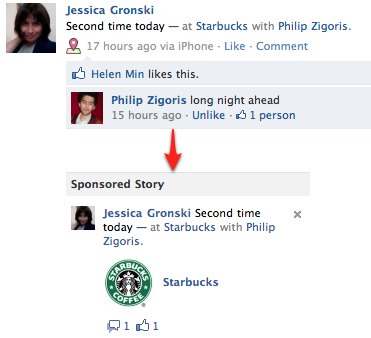 Jessica Gronski
Second time today — at Starbucks with Philip Zigoris.
17 hours ago via iPhone · Like · Comment
Helen Min likes this.
Philip Zigoris long night ahead
15 hours ago · Unlike · 1 person
Sponsored Story
Jessica Gronski Second time
today — at Starbucks with Philip
Zigoris.
STARBUCKS
COFFEE
Starbucks
1 1